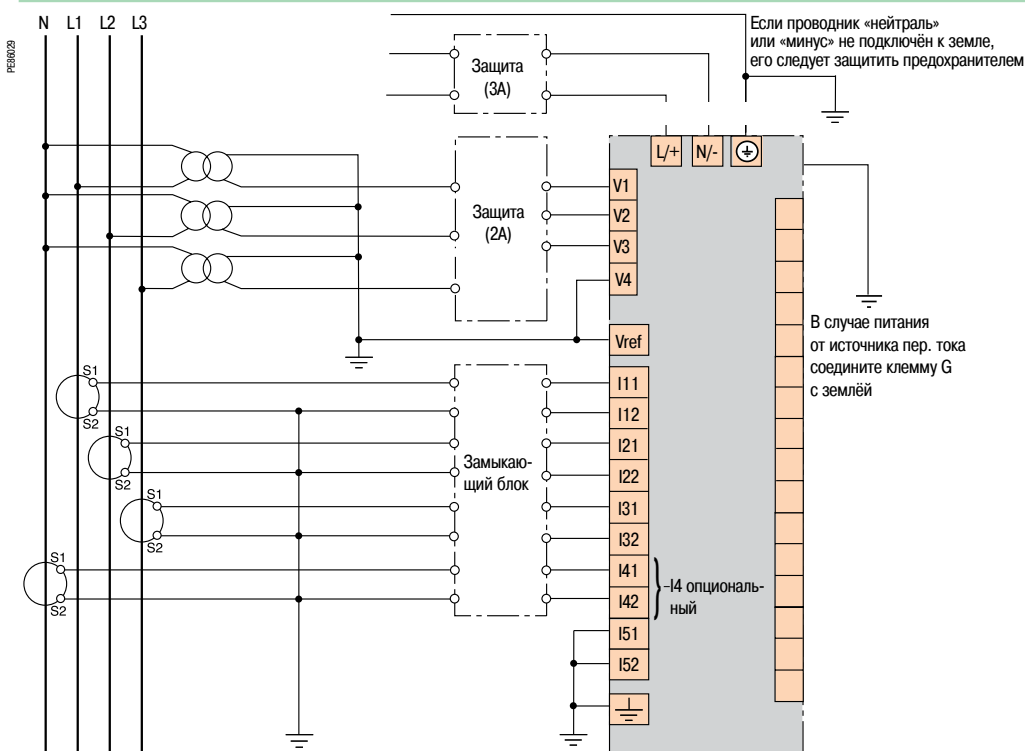 N L1 L2 L3
PE86029
Если проводник «нейтраль»
или «минус» не подключён к земле,
его следует защитить предохранителем
Защита
(3A)
L/+ N/-
Защита
(2A)
V1
V2
V3
V4
Vref
В случае питания
от источника пер. тока
соедините клемму G
с землёй
S1
S2
S1
S2
S1
S2
S1
S2
Замыкаю-
щий блок
I11
I12
I21
I22
I31
I32
I41
I42
I51
I52
–I4 опциональ-
ный